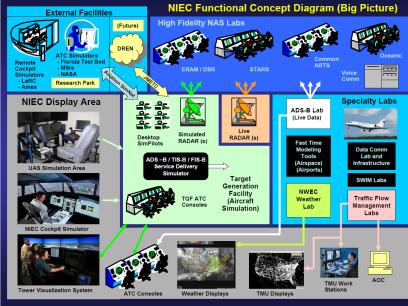 NIEC Functional Concept Diagram (Big Picture)
External Facilities
(Future)
High Fidelity NAS Labs
DREN
Remote
Cockpit
Simulators
- LaRC
- Ames
ATC Simulators
- Florida Test Bed
- Mitre
- NASA
Research Park
ERAM / DSR
STARS
Common
ARTS
Oceanic
Voice
Comm
NIEC Display Area
UAS Simulation Area
NIEC Cockpit Simulator
Tower Visualization System
Desktop
SimPilots
Simulated
RADAR (s)
Live
RADAR (s)
ADS-B Lab
(Live Data)
Specialty Labs
ADS -B / TIS-B / FIS-B
Service Delivery
Simulator
Target
Generation
Facility
(Aircraft
Simulation)
TGF ATC
Consoles
Fast Time
Modeling
Tools
(Airspace)
(Airports)
NWEC
Weather
Lab
Data Comm
Lab and
Infrastructure
SWIM Labs
Traffic Flow
Management
Labs
ATC Consoles
Weather Displays
TMU Displays
TMU Work
Stations
AOC